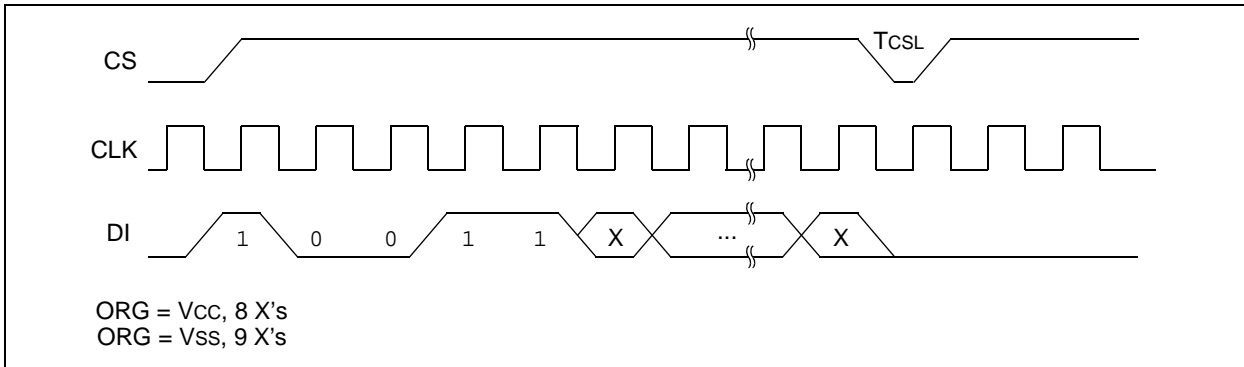 CS
TCSL
CLK
DI
1 0 0 1 1 X ... X
ORG = VCC, 8 X's
ORG = VSS, 9 X's